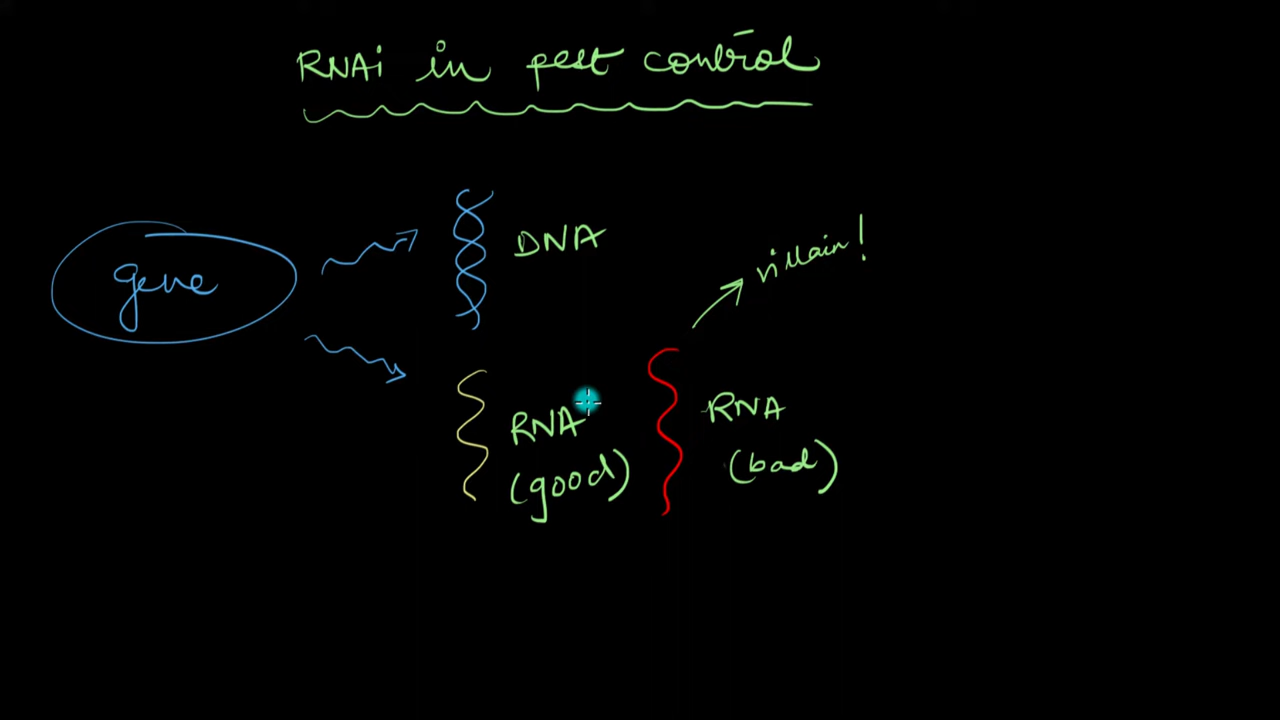 RNAi in pest control
gene
DNA
villain!
RNA
(good)
RNA
(bad)